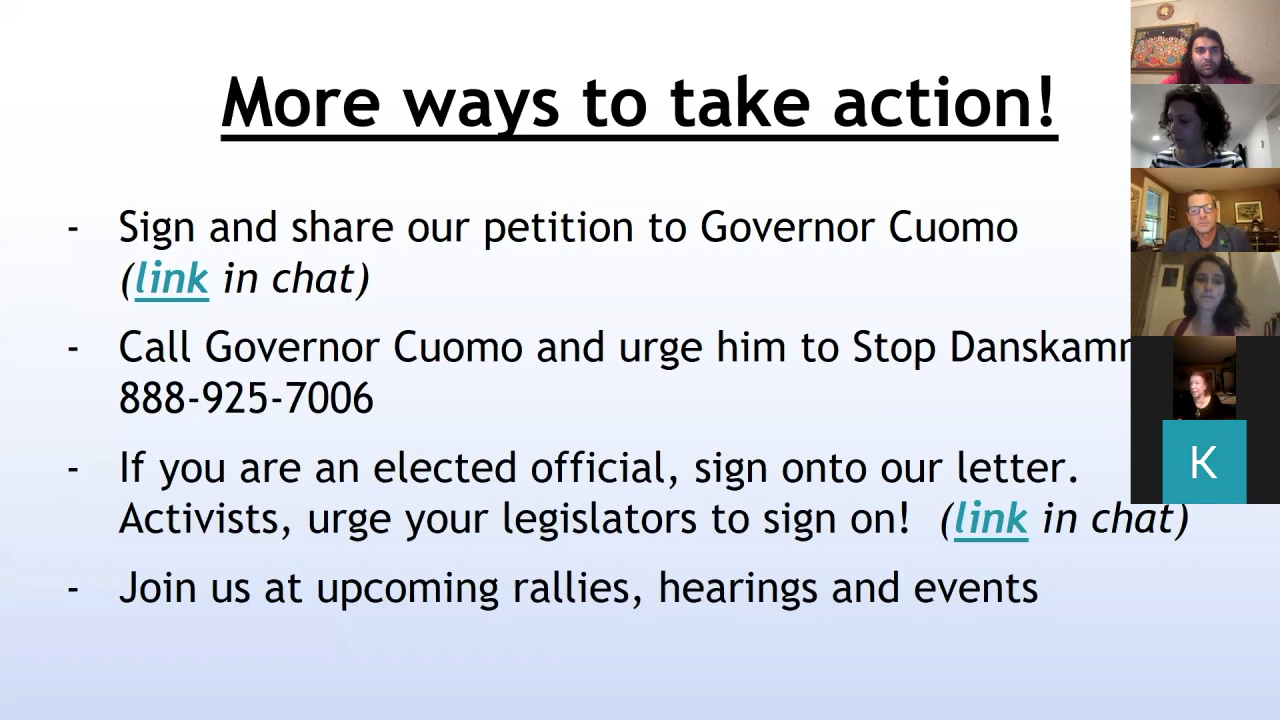 More ways to take action!
- Sign and share our petition to Governor Cuomo
(link in chat)
- Call Governor Cuomo and urge him to Stop
888-925-7006
- If you are an elected official, sign onto our letter.
Activists, urge your legislators to sign on! (link in chat)
- Join us at upcoming rallies, hearings and events
K